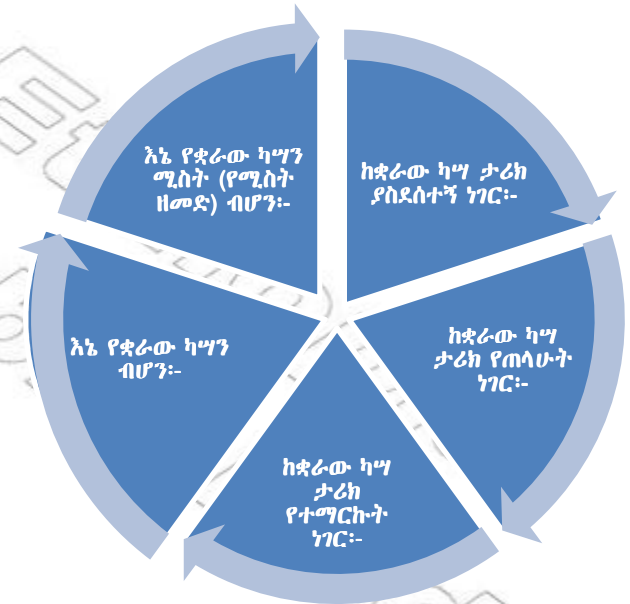 ከቋራው ካሣ ታሪክ
ያስደሰተኝ ነገር፡-
ከቋራው ካሣ
ታሪክ የጠላሁት
ነገር፡-
ከቋራው ካሣ
ታሪክ
የተማርኩት
ነገር፡-
እኔ የቋራው ካሣን
ብሆን፡-
እኔ የቋራው ካሣን
ሚስት (የሚስት
ዘመድ) ብሆን፡-